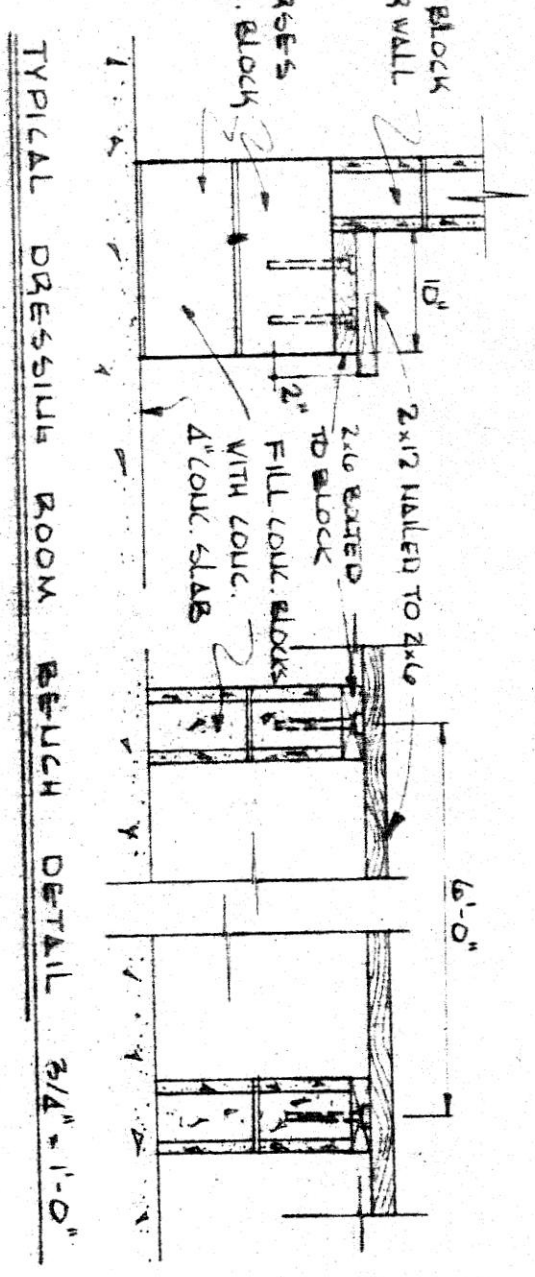 BLOCK
WALL
BLOCK
10"
2x12 NAILED TO 2x6
2"
2x6 BOLTED
TO BLOCK
FILL CONC. BLOCKS
WITH CONC.
4" CONC. SLAB
6'-0"
TYPICAL DRESSING ROOM BENCH DETAIL 3/4" = 1'-0"